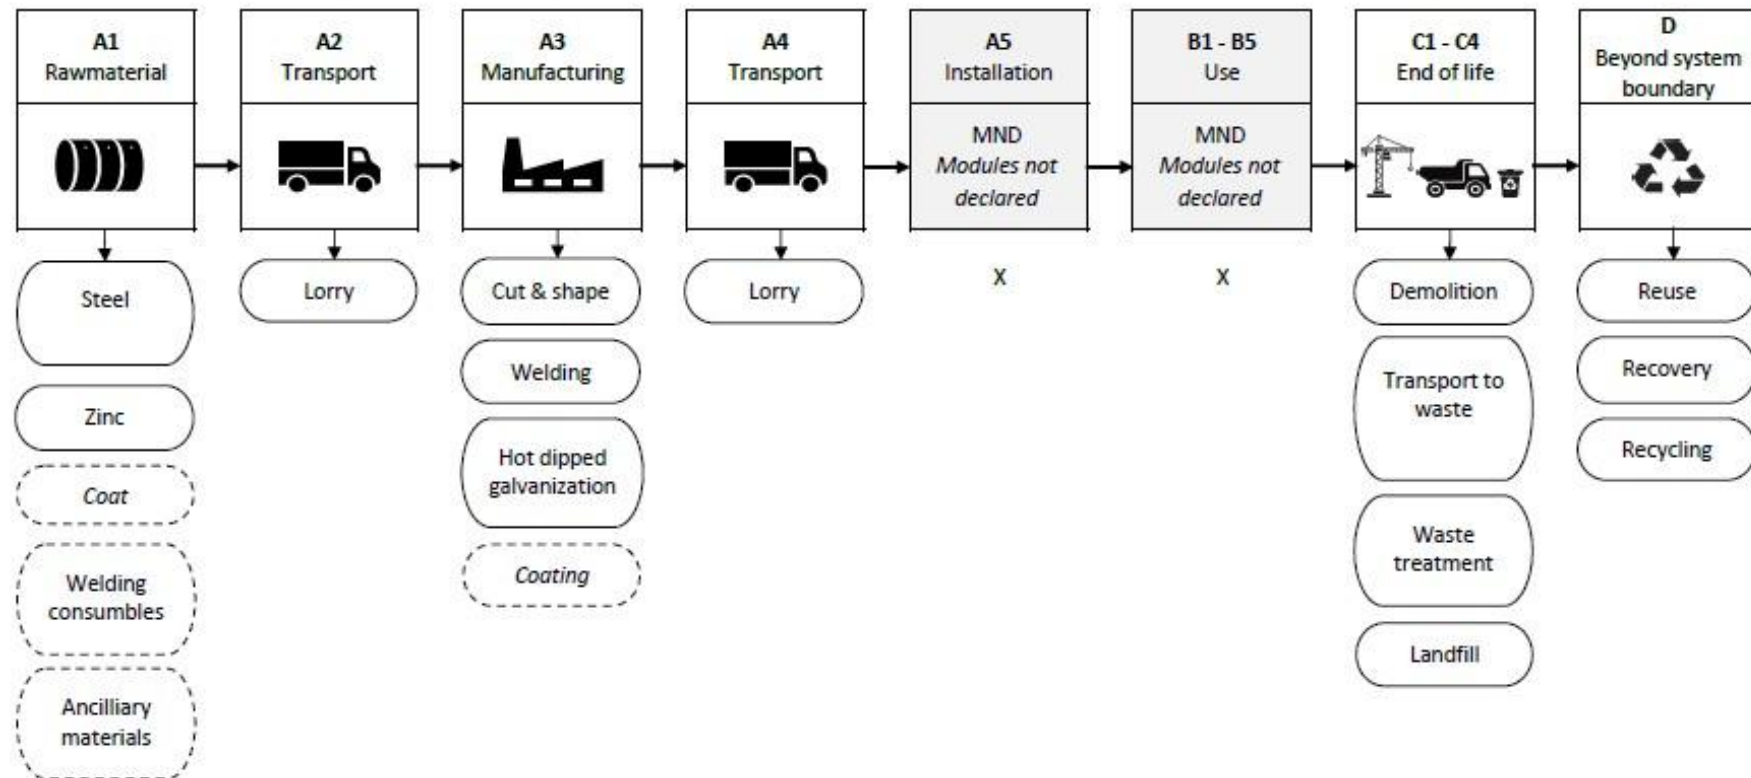 A1
Rawmaterial
A2
Transport
A3
Manufacturing
A4
Transport
A5
Installation
MND
Modules not
declared
B1 - B5
Use
MND
Modules not
declared
C1 - C4
End of life
D
Beyond system
boundary
Steel
Zinc
Coat
Welding
consumbles
Ancilliary
materials
Lorry
Cut & shape
Welding
Hot dipped
galvanization
Coating
Lorry
X
X
Demolition
Transport to
waste
Waste
treatment
Landfill
Reuse
Recovery
Recycling